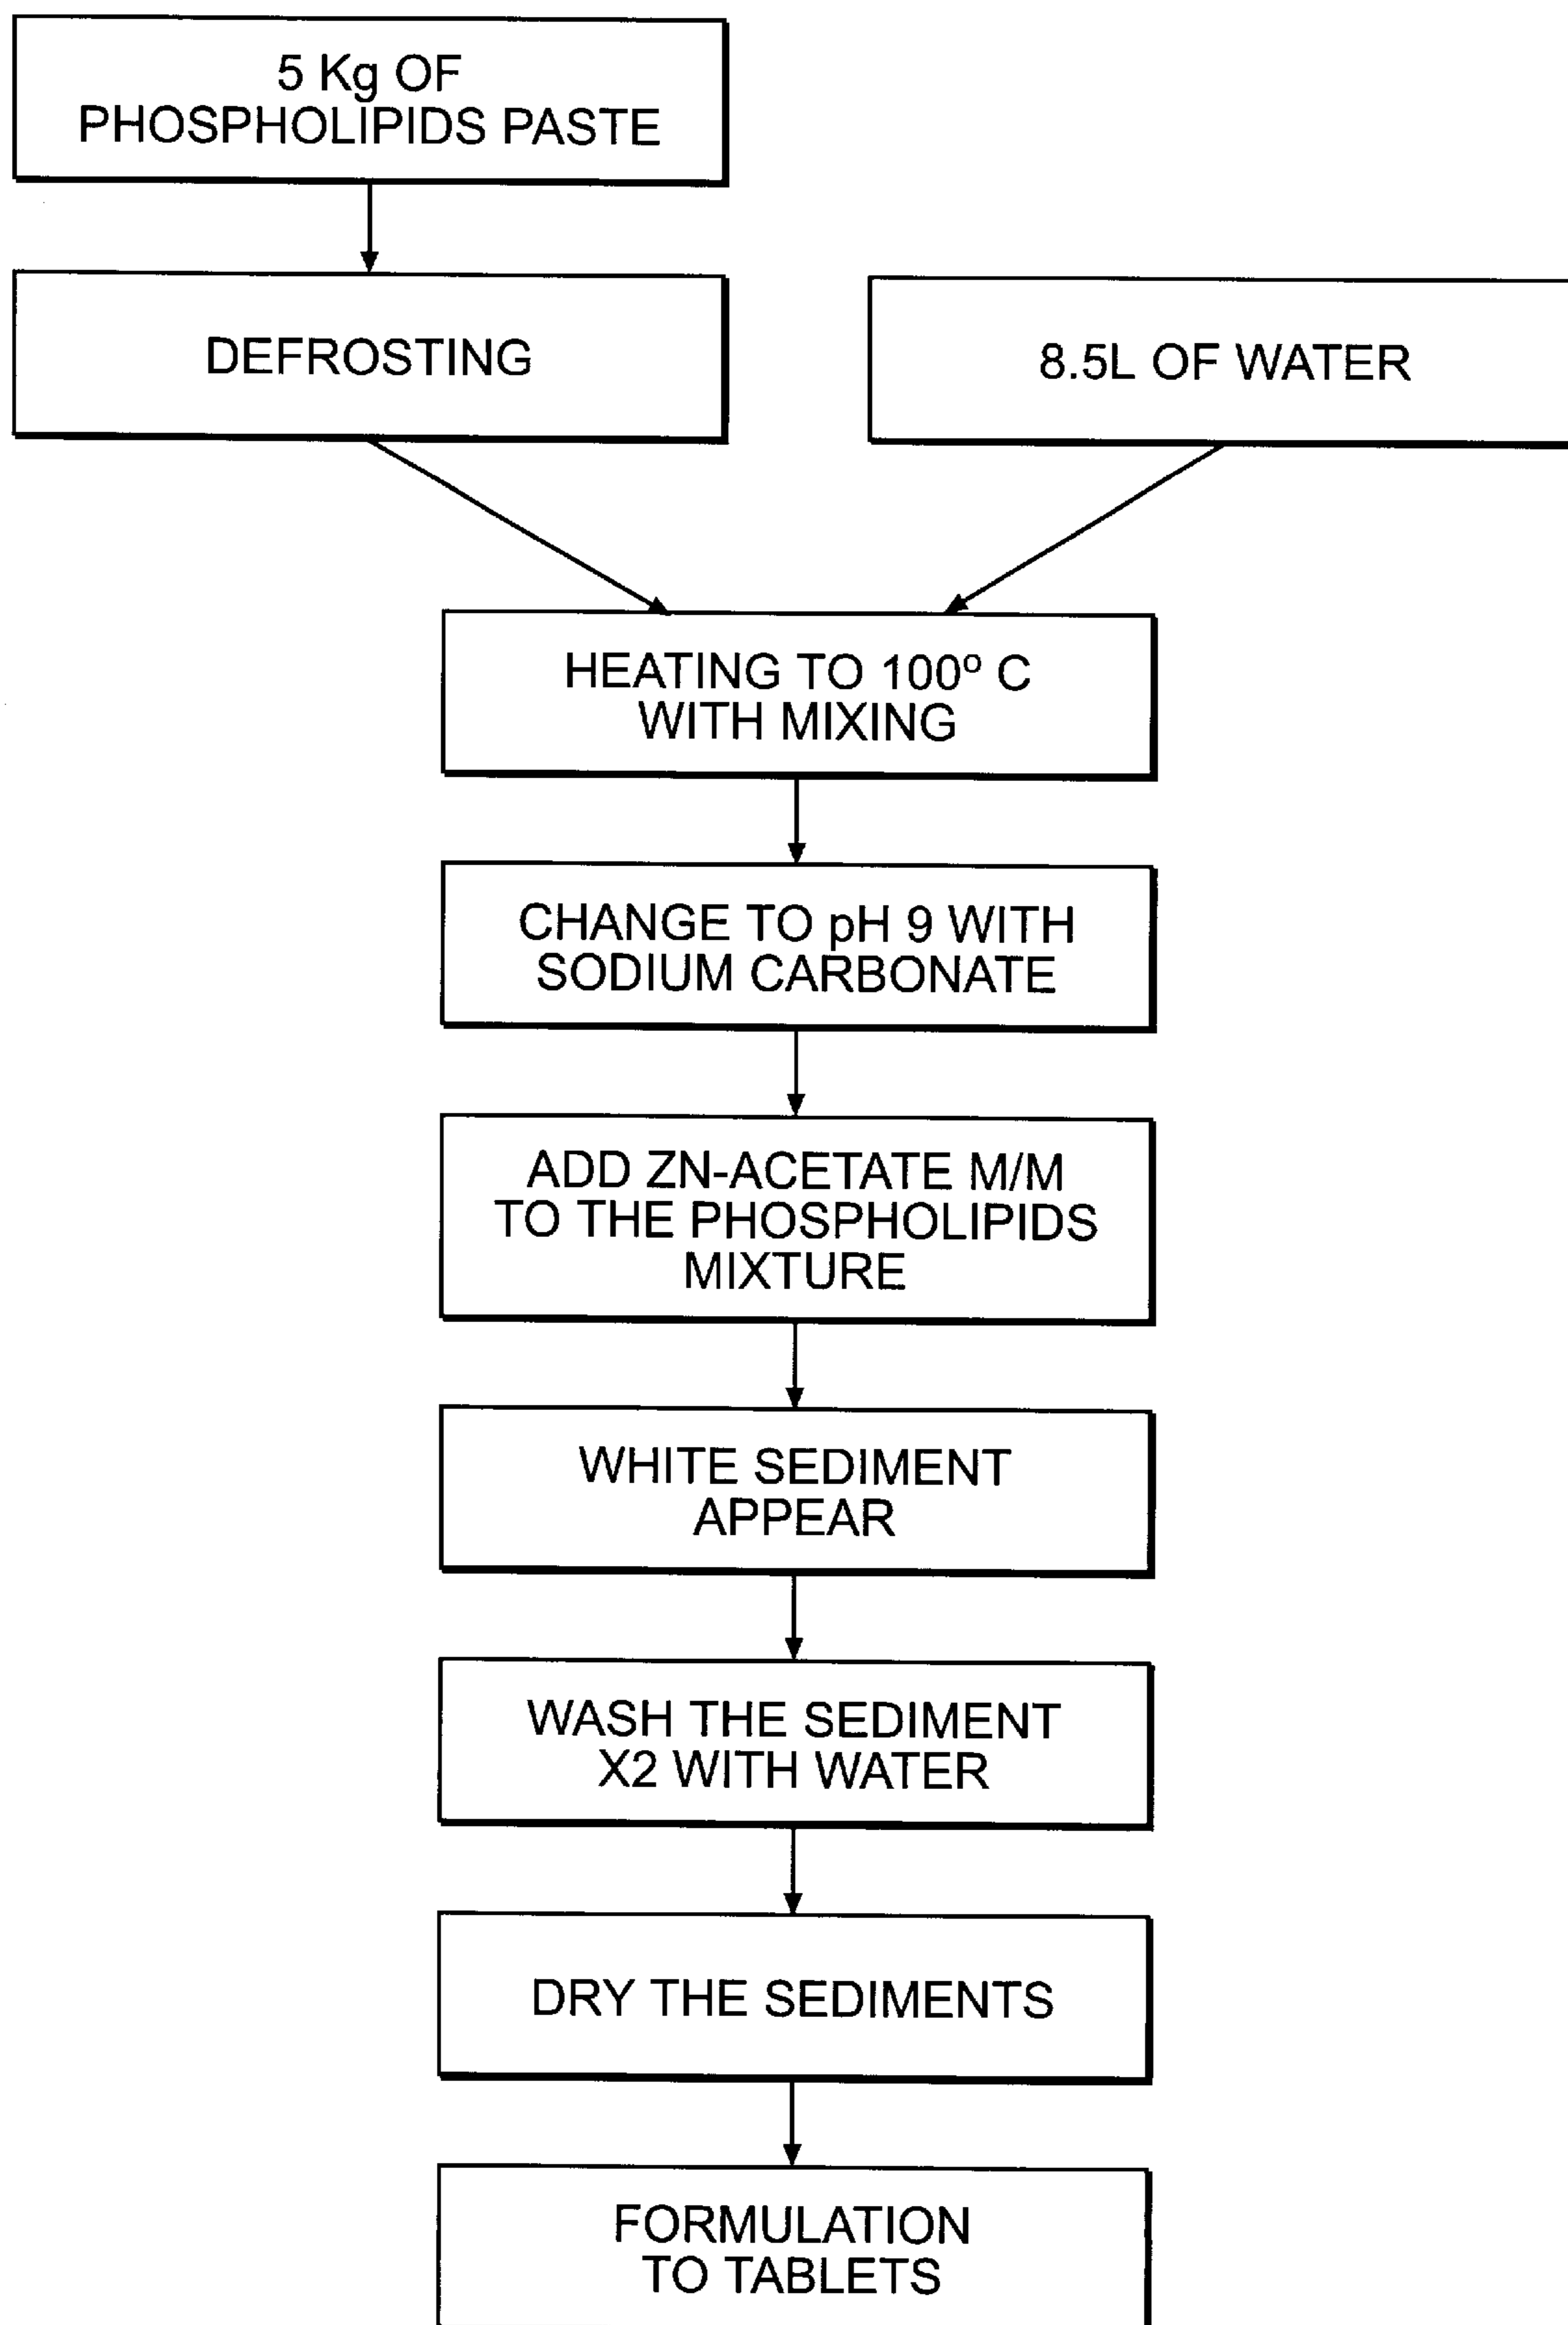 5 Kg OF
PHOSPHOLIPIDS PASTE
DEFROSTING
8.5L OF WATER
HEATING TO 100º C
WITH MIXING
CHANGE TO pH 9 WITH
SODIUM CARBONATE
ADD ZN-ACETATE M/M
TO THE PHOSPHOLIPIDS
MIXTURE
WHITE SEDIMENT
APPEAR
WASH THE SEDIMENT
X2 WITH WATER
DRY THE SEDIMENTS
FORMULATION
TO TABLETS